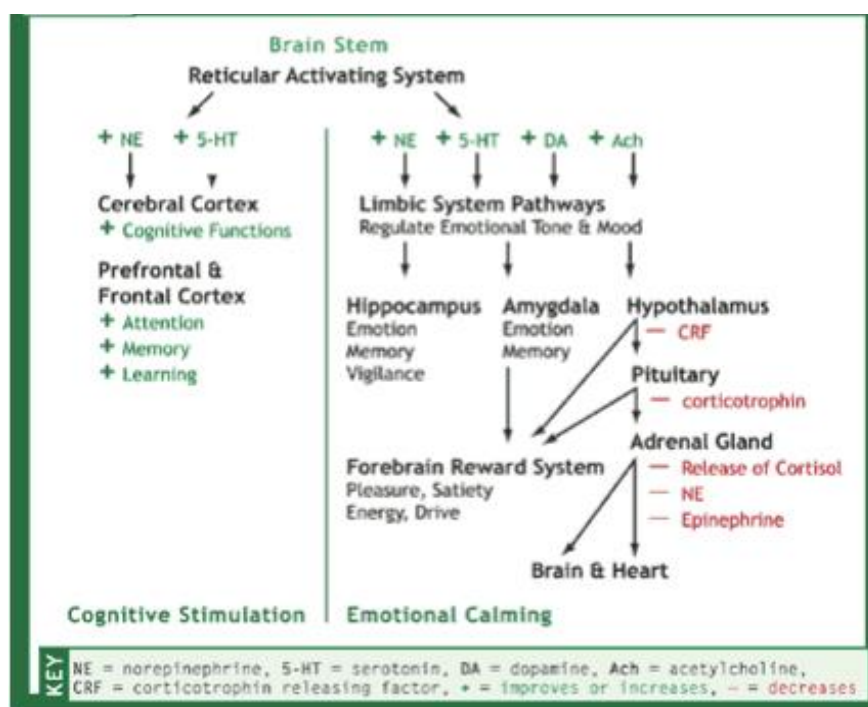 Brain Stem
Reticular Activating System
+ NE + 5-HT
Cerebral Cortex
+ Cognitive Functions
Prefrontal &
Frontal Cortex
+ Attention
+ Memory
+ Learning
Cognitive Stimulation
+ NE + 5-HT + DA + Ach
Limbic System Pathways
Regulate Emotional Tone & Mood
Hippocampus
Emotion
Memory
Vigilance
Amygdala
Emotion
Memory
Hypothalamus
— CRF
Pituitary
— corticotrophin
Adrenal Gland
— Release of Cortisol
— NE
— Epinephrine
Forebrain Reward System
Pleasure, Satiety
Energy, Drive
Brain & Heart
Emotional Calming
KEY
NE = norepinephrine, 5-HT = serotonin, DA = dopamine, Ach = acetylcholine,
CRF = corticotrophin releasing factor, + = improves or increases, — = decreases